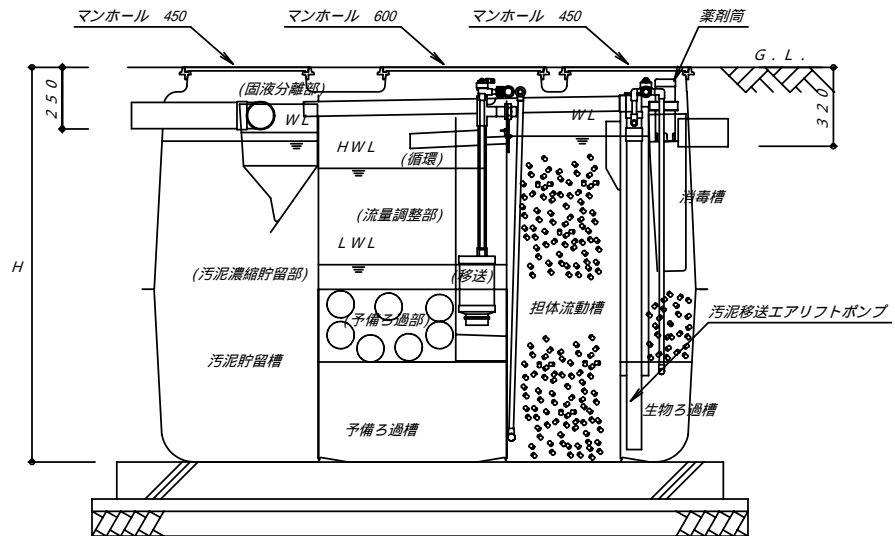 マンホール 450
マンホール 600
マンホール 450
薬剤筒
G.L.
250
(固液分離部)
WL
WL
320
HWL
(循環)
消毒槽
(流量調整部)
H
LWL
(汚泥濃縮貯留部)
(移送)
担体流動槽
汚泥移送エアリフトポンプ
(予備ろ過部)
汚泥貯留槽
生物ろ過槽
予備ろ過槽